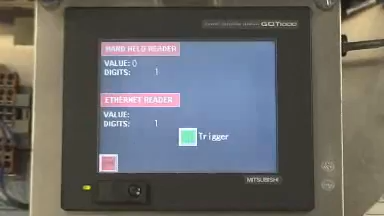 GOT1000
HAND HELD READER
VALUE: 0
DIGITS: 1
ETHERNET READER
VALUE:
DIGITS: 1
Trigger
MITSUBISHI